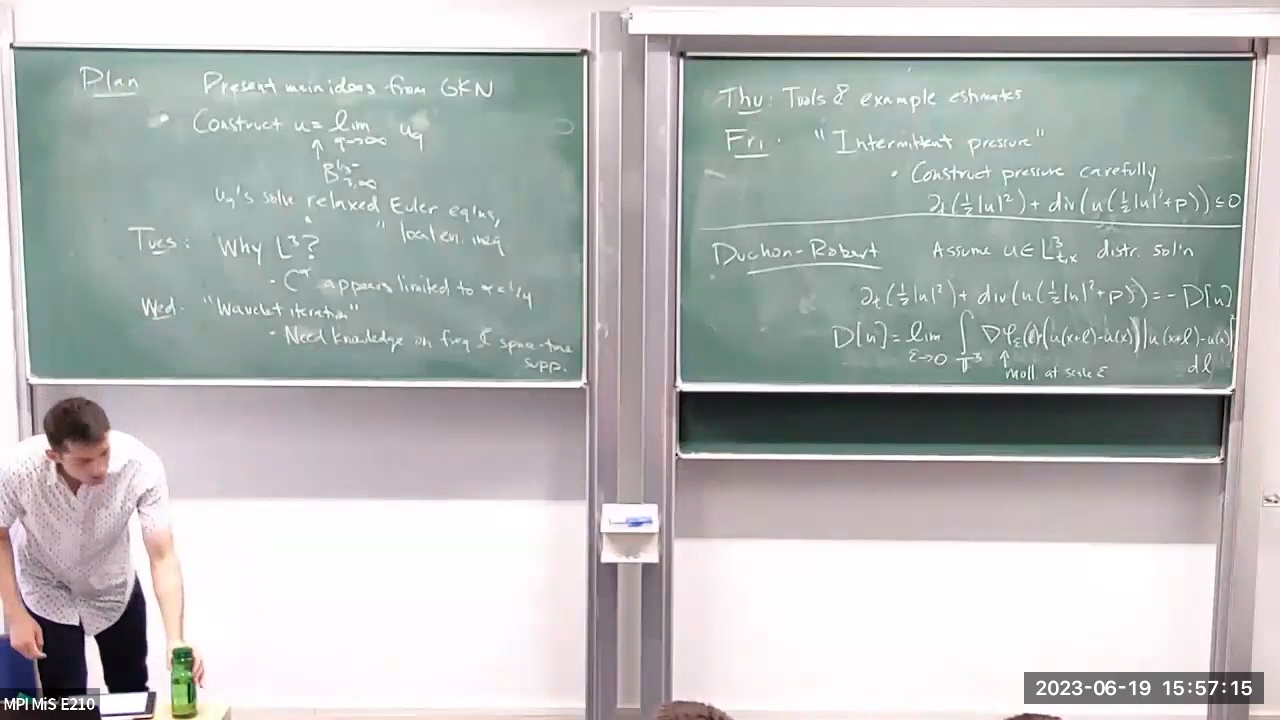 Plan Present main ideas from GKN
• Construct u = lim u_q
q→∞
↑
B^{1/3-}_{3,∞}
u_q's solve relaxed Euler eq'ns,
" local en. ineq
Tues: Why L³?
• C^α appears limited to α<1/4
Wed. "Wavelet iteration"
• Need knowledge on freq & space-time
supp.
Thu: Tools & example estimates
Fri. "Intermittent pressure"
• Construct pressure carefully
∂_t(½|u|²) + div(u(½|u|²+p)) ≤ 0
Duchon-Robert Assume u∈L³_{t,x} distr. sol'n
∂_t(½|u|²) + div(u(½|u|²+p)) = - D[u]
D[u] = lim_{ε→0} ∫_{𝕋³} ∇φ_ε(ℓ)·(u(x+ℓ)-u(x))|u(x+ℓ)-u(x)|²
dℓ
↑
moll. at scale ε
MPI MiS E210
2023-06-19 15:57:15